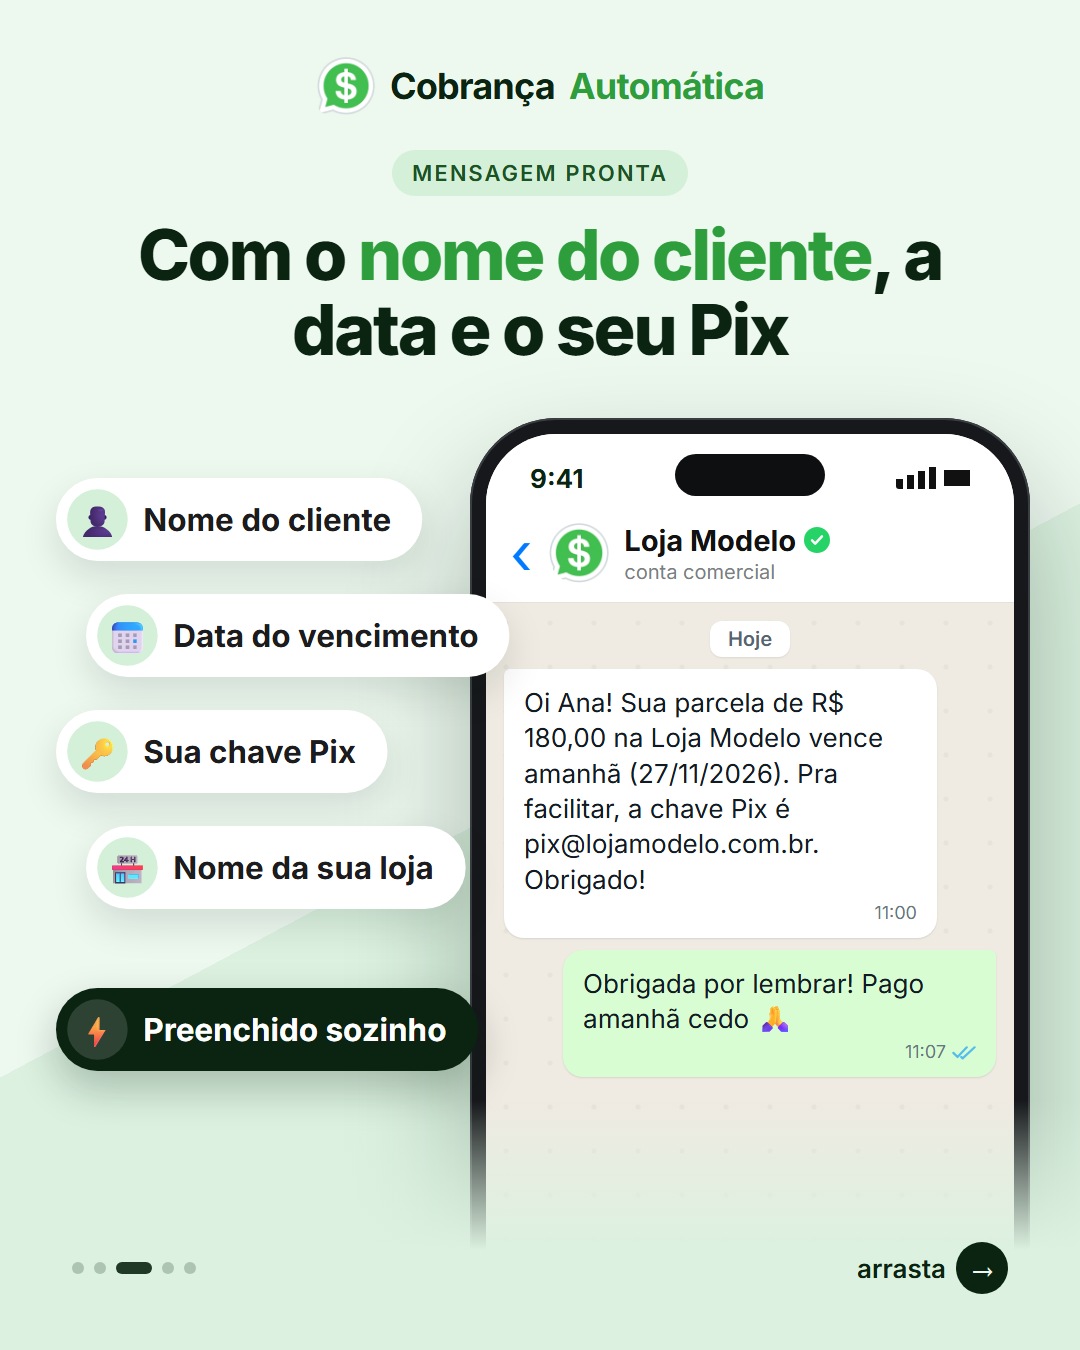 Cobrança Automática
MENSAGEM PRONTA
Com o nome do cliente, a
data e o seu Pix
Nome do cliente
Data do vencimento
Sua chave Pix
24H
Nome da sua loja
Preenchido sozinho
9:41
Loja Modelo
conta comercial
Hoje
Oi Ana! Sua parcela de R$
180,00 na Loja Modelo vence
amanhã (27/11/2026). Pra
facilitar, a chave Pix é
pix@lojamodelo.com.br.
Obrigado!
11:00
Obrigada por lembrar! Pago
amanhã cedo 🙏
11:07
arrasta →